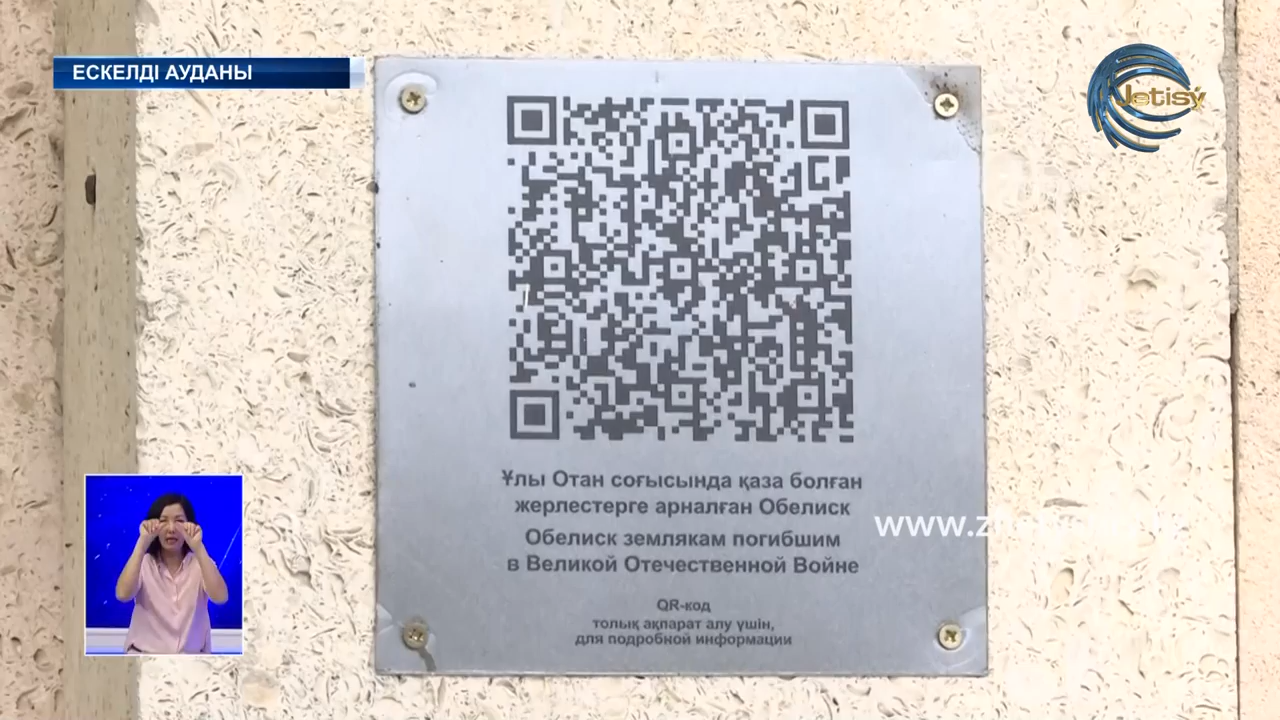 ЕСКЕЛДІ АУДАНЫ
Jetisý
Ұлы Отан соғысында қаза болған
жерлестерге арналған Обелиск
Обелиск землякам погибшим
в Великой Отечественной Войне
QR-код
толық ақпарат алу үшін,
для подробной информации